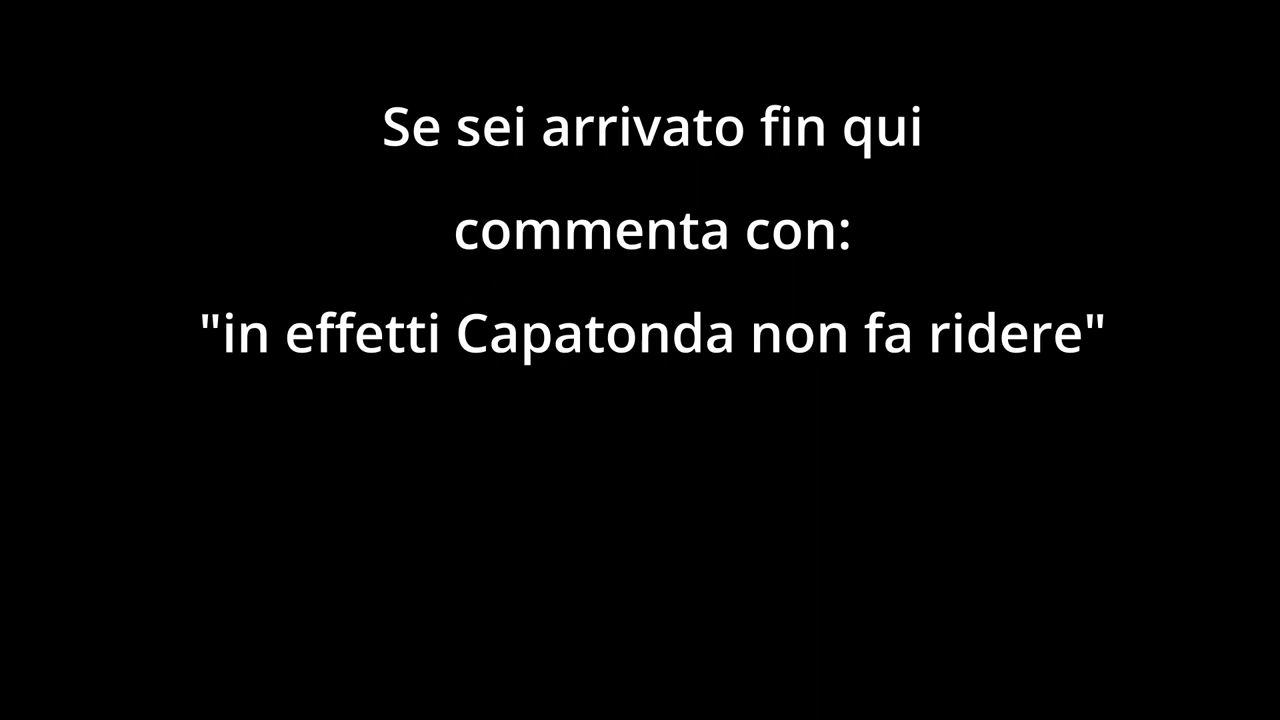 Se sei arrivato fin qui
commenta con:
"in effetti Capatonda non fa ridere"